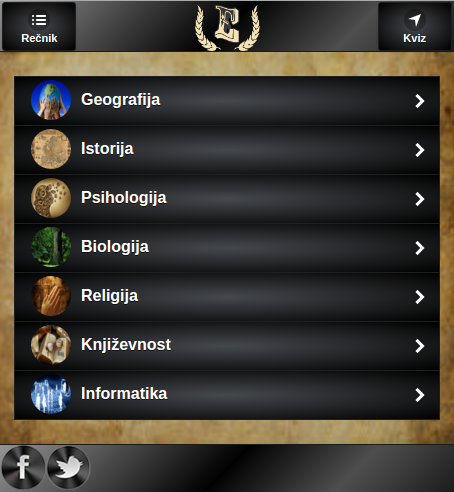 Rečnik
E
Kviz
Geografija
Istorija
Psihologija
Biologija
Religija
Književnost
Informatika